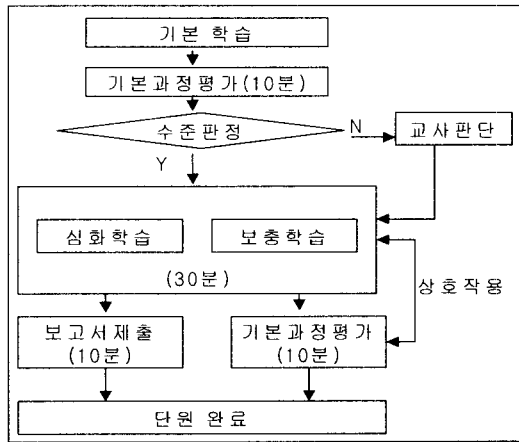 기본 학습
기본과정평가(10분)
수준판정
N
교사판단
Y
심화학습
보충학습
(30분)
상호작용
보고서제출
(10분)
기본과정평가
(10분)
단원 완료